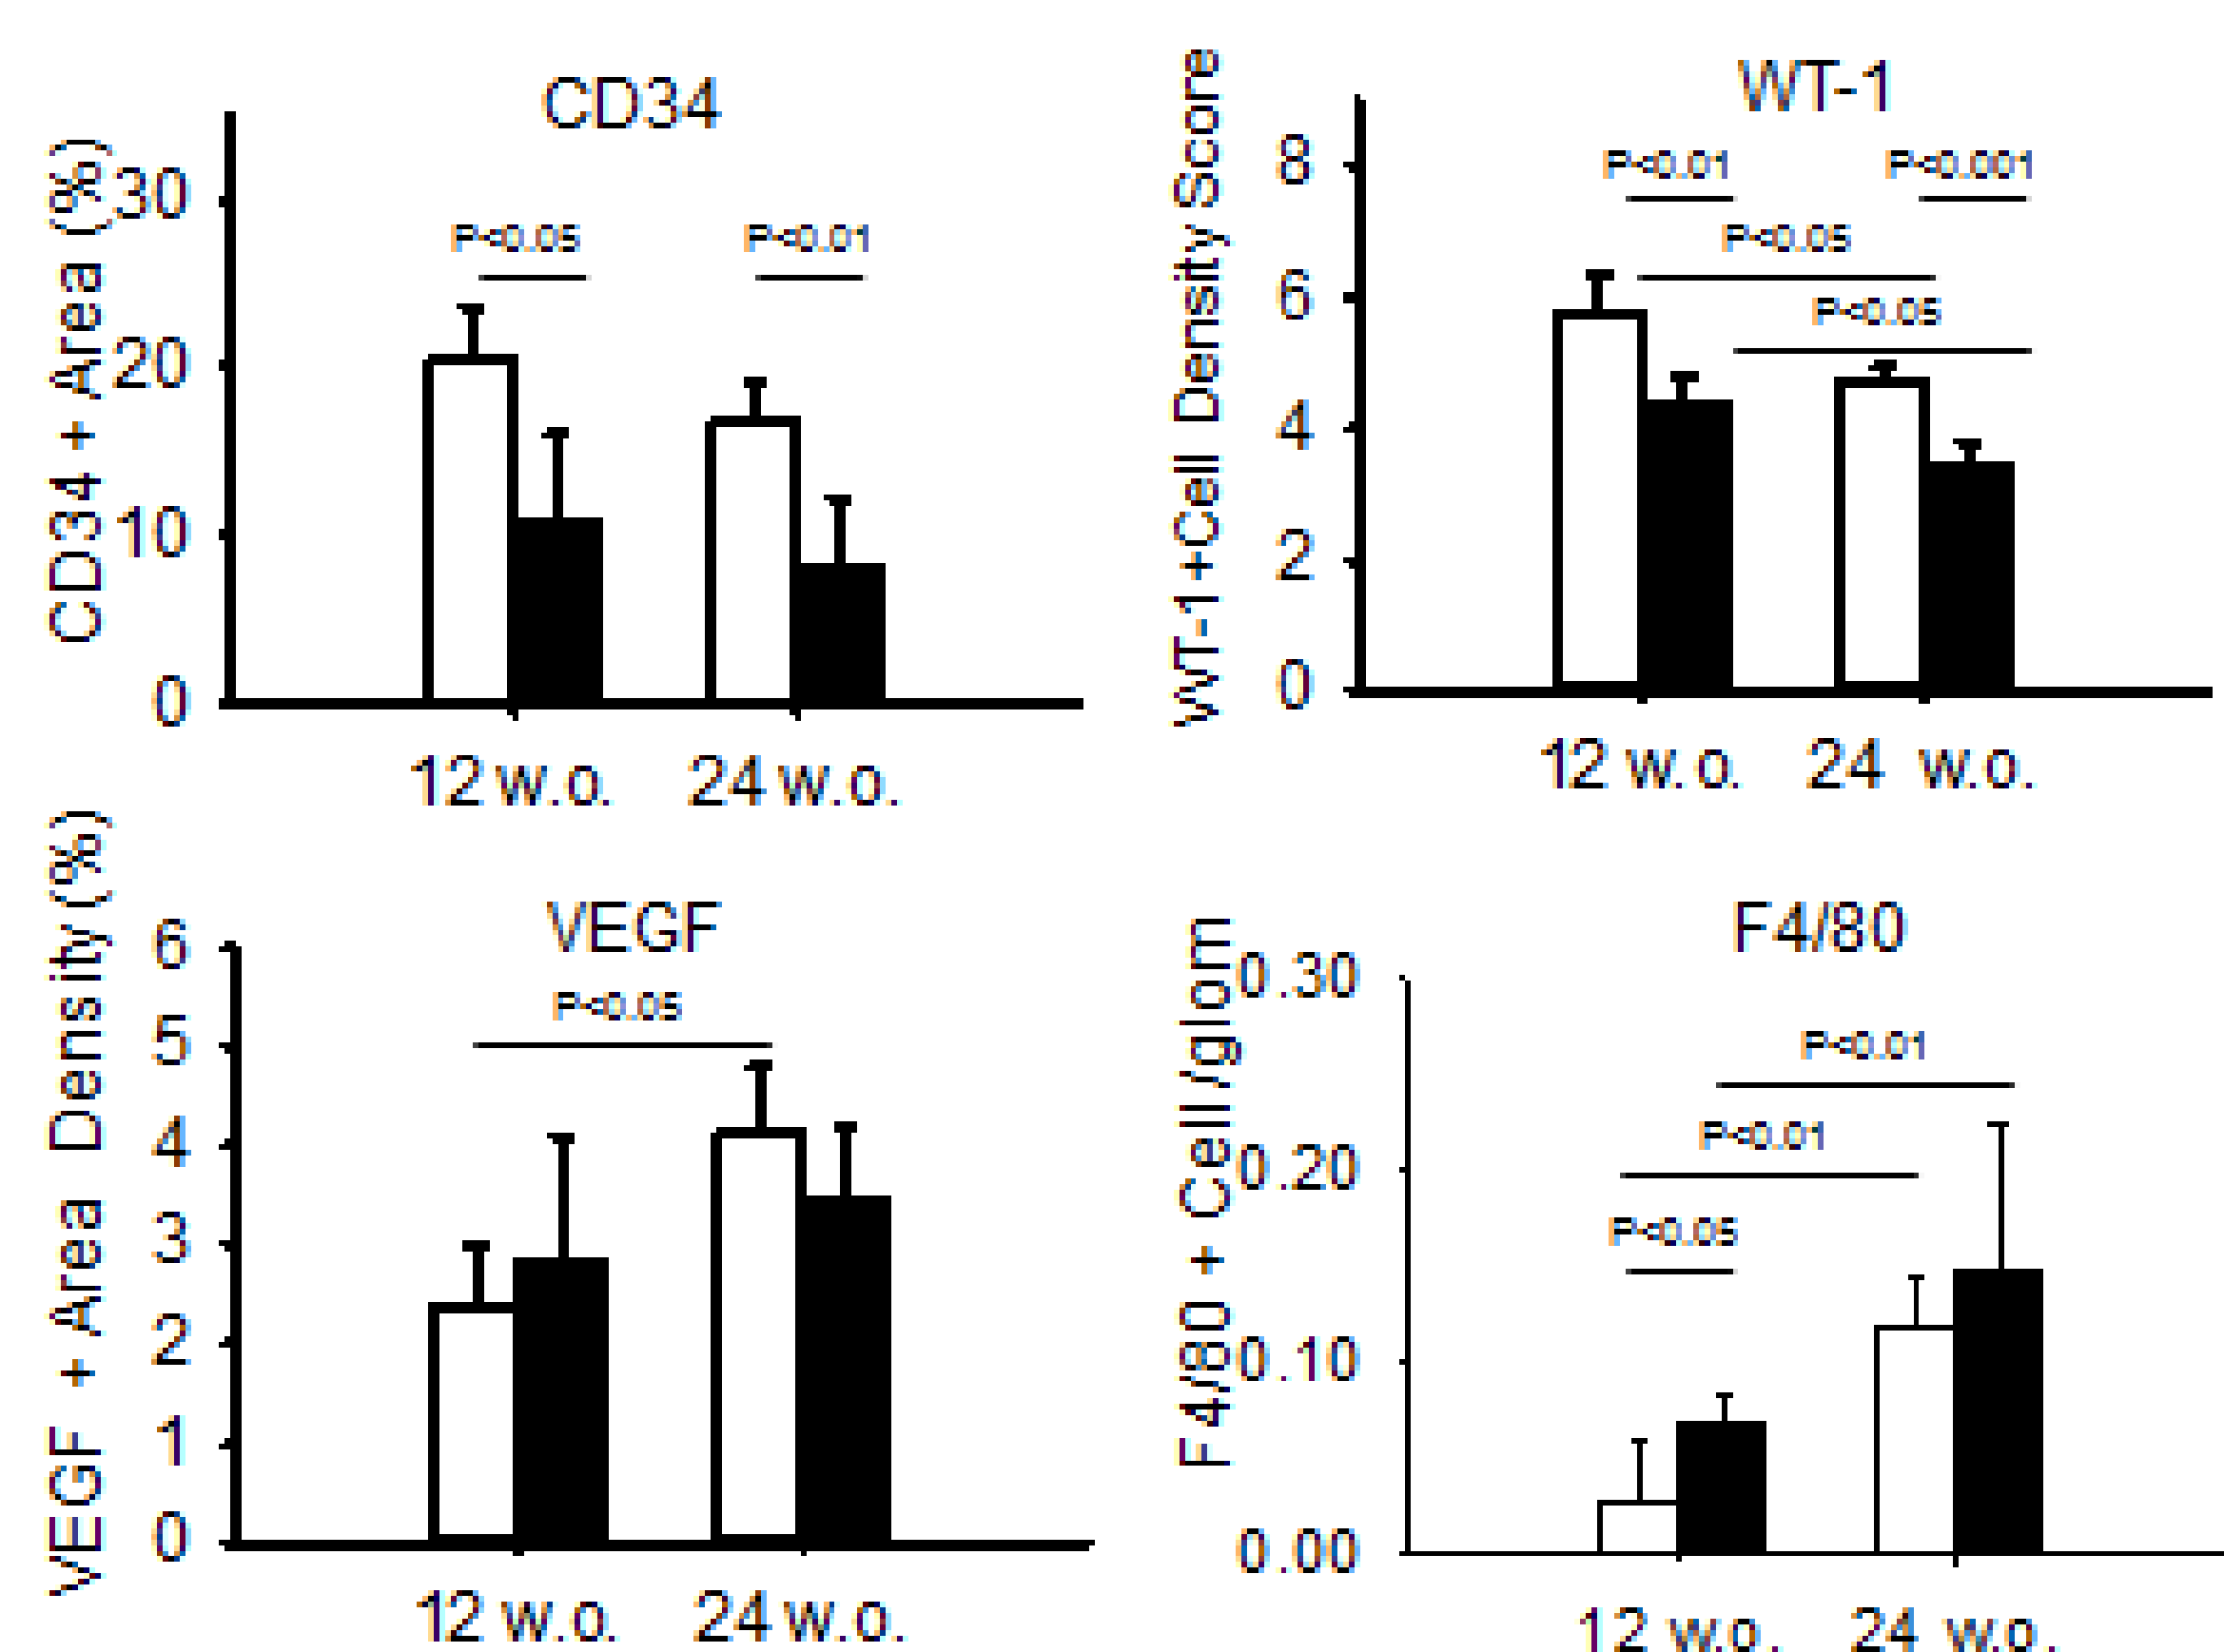 CD34
CD34 + Area (%)
30
20
10
0
P<0.05
P<0.01
12 w.o.
24 w.o.
WT-1
WT-1+Cell Density Score
8
6
4
2
0
P<0.01
P<0.001
P<0.05
P<0.05
12 w.o.
24 w.o.
VEGF
VEGF + Area Density (%)
6
5
4
3
2
1
0
P<0.05
12 w.o.
24 w.o.
F4/80
F4/80 + Cell/glom
0.30
0.20
0.10
0.00
P<0.01
P<0.01
P<0.05
12 w.o.
24 w.o.